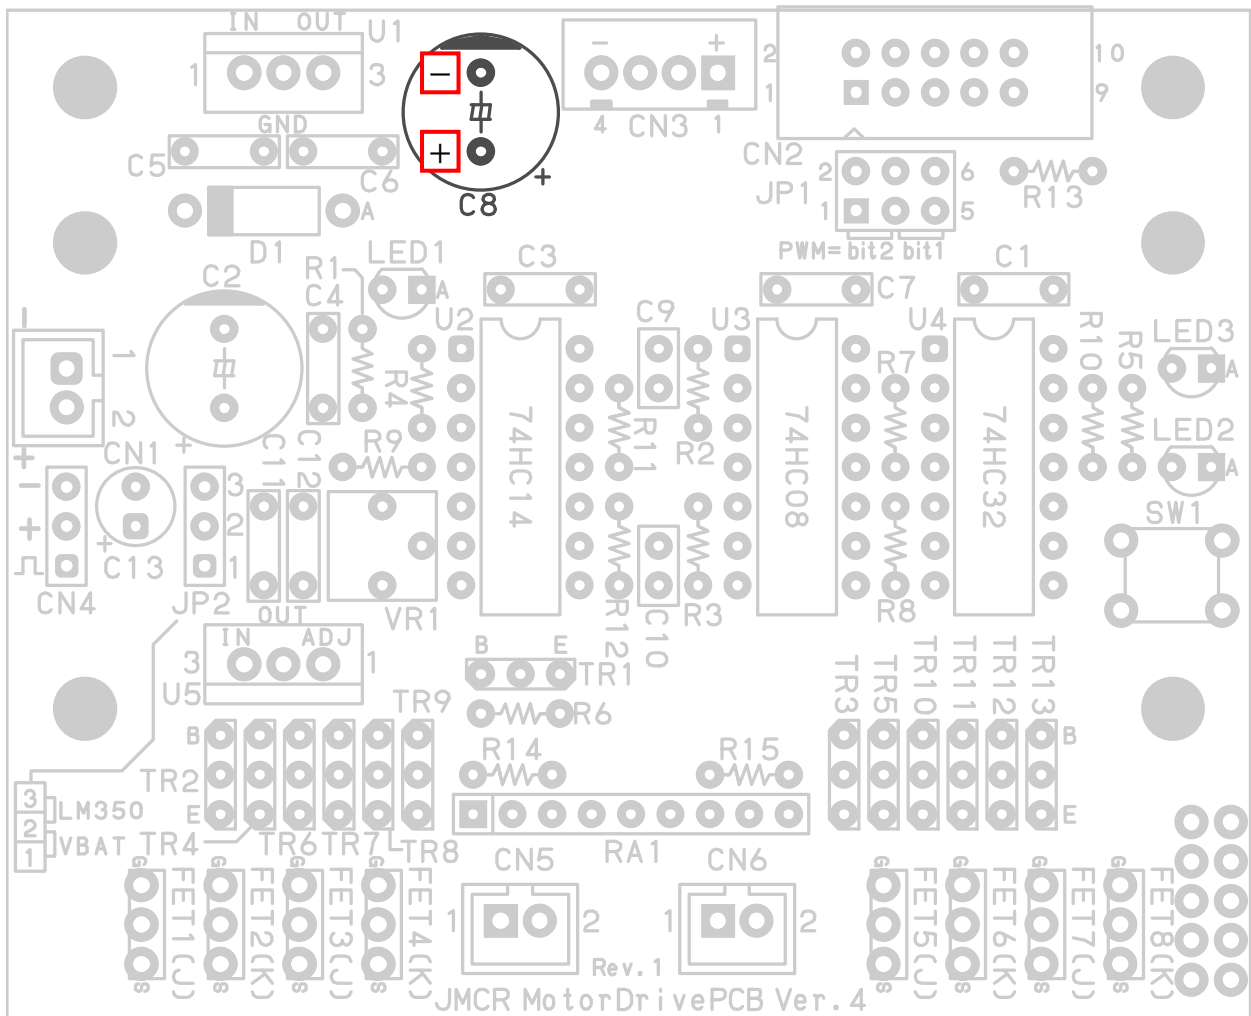 IN OUT U1
1 3
GND
C5 C6
− +
+
C8
− +
4 CN3 1
2 10
1 9
CN2
JP1
2 6
1 5
PWM=bit2 bit1
R13
D1 A
C2
+
R1
C4
LED1
A
C3
C7
C1
U2
C9
U3
U4
R10
R5
LED3
A
LED2
A
−
1
2
+
CN1
R4
R9
74HC14
R11
R2
74HC08
R7
74HC32
−
+
CN4
+
C13
3
2
1
JP2
C11
C12
VR1
R12
C10
R3
R8
SW1
OUT
IN ADJ
3 1
U5
B E
TR1
R6
TR3
TR5
TR10
TR11
TR12
TR13
TR9
B
TR2
E
TR4 TR6 TR7 TR8
R14 R15
RA1
B
E
3
2
1
LM350
VBAT
CN5 CN6
1 2 1 2
G G G G G G G G
FET1(J)
FET2(K)
FET3(J)
FET4(K)
FET5(J)
FET6(K)
FET7(J)
FET8(K)
S S S S S S S S
Rev.1
JMCR MotorDrivePCB Ver.4